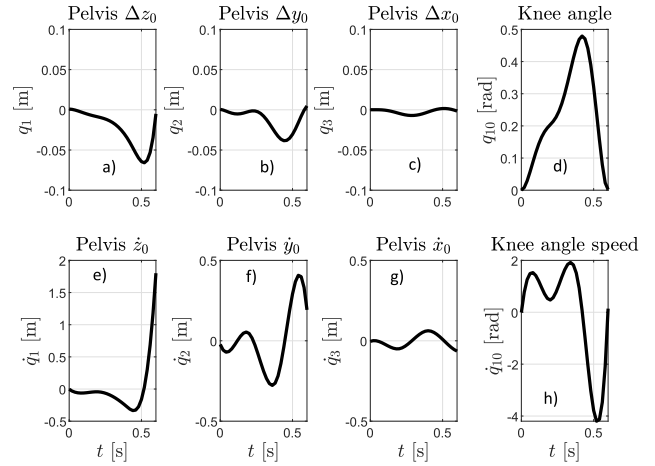 Pelvis Δz₀ Pelvis Δy₀ Pelvis Δx₀ Knee angle
0.1 0.1 0.1 0.5
0.05 0.05 0.05 0.4
0 0 0 0.3
-0.05 -0.05 -0.05 0.2
-0.1 -0.1 -0.1 0.1
0
q₁ [m] q₂ [m] q₃ [m] q₁₀ [rad]
a) b) c) d)
0 0.5 0 0.5 0 0.5 0 0.5
Pelvis ż₀ Pelvis ẏ₀ Pelvis ẋ₀ Knee angle speed
2 0.5 0.5 2
1.5
1 0
0.5 0 0 -2
0
-0.5 -0.5 -0.5 -4
q̇₁ [m] q̇₂ [m] q̇₃ [m] q̇₁₀ [rad]
e) f) g) h)
0 0.5 0 0.5 0 0.5 0 0.5
t [s] t [s] t [s] t [s]